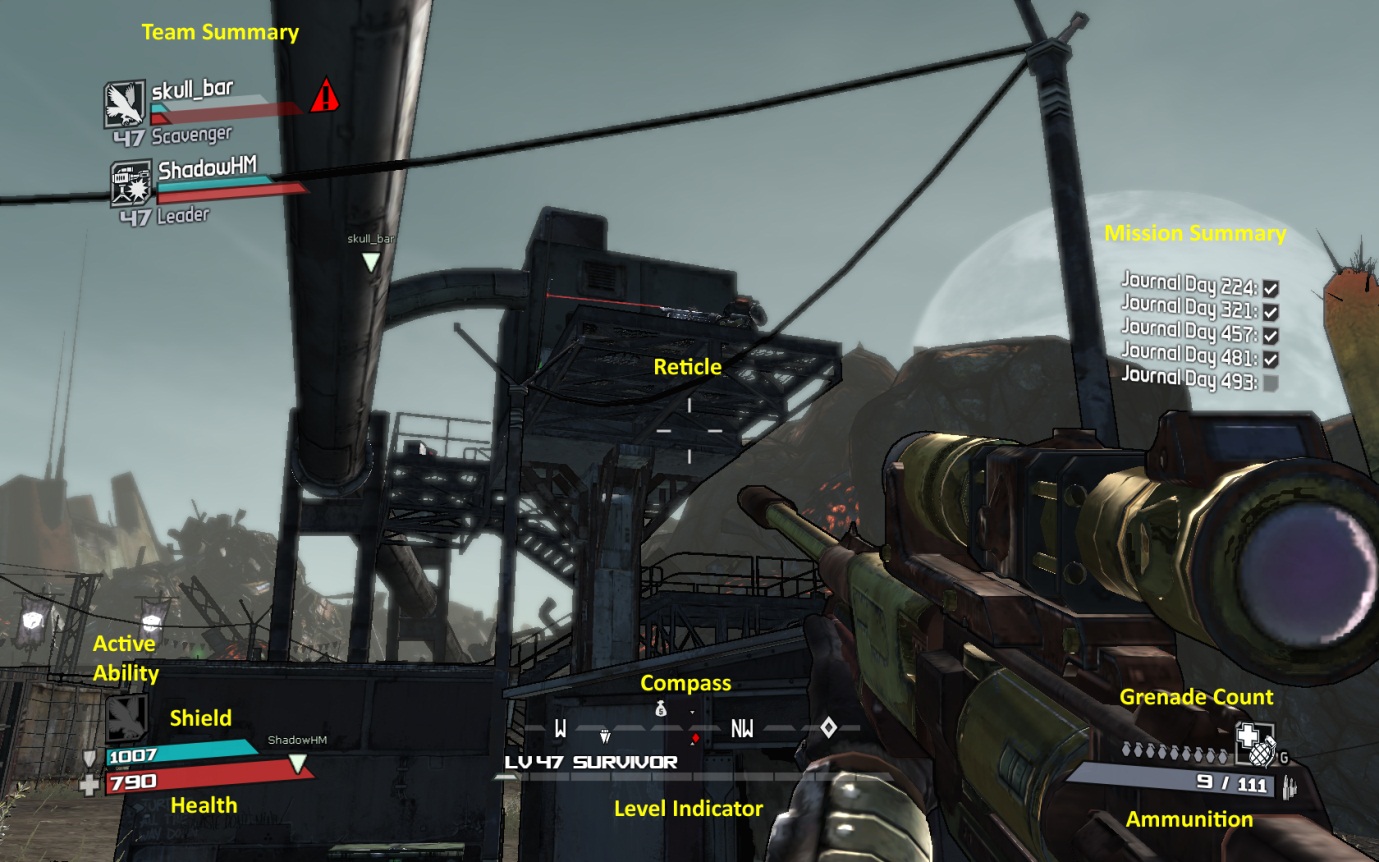 Team Summary
skull_bar
47 Scavenger
ShadowHM
47 Leader
skull_bar
Mission Summary
Journal Day 224:
Journal Day 321:
Journal Day 457:
Journal Day 481:
Journal Day 493:
Reticle
Active
Ability
Shield
1007
ShadowHM
790
Health
Compass
W NW
LV 47 SURVIVOR
Level Indicator
Grenade Count
G
9 / 111
Ammunition